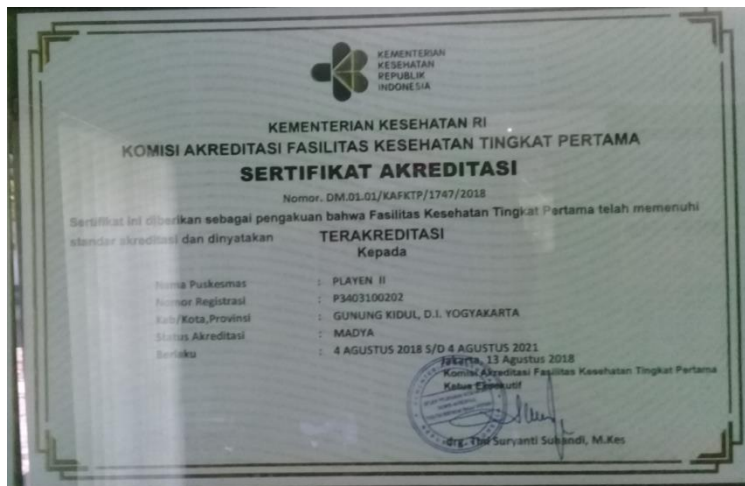 KEMENTERIAN
KESEHATAN
REPUBLIK
INDONESIA
KEMENTERIAN KESEHATAN RI
KOMISI AKREDITASI FASILITAS KESEHATAN TINGKAT PERTAMA
SERTIFIKAT AKREDITASI
Nomor. DM.01.01/KAFKTP/1747/2018
Sertifikat ini diberikan sebagai pengakuan bahwa Fasilitas Kesehatan Tingkat Pertama telah memenuhi
standar akreditasi dan dinyatakan TERAKREDITASI
Kepada
Nama Puskesmas : PLAYEN II
Nomor Registrasi : P3403100202
Kab/Kota,Provinsi : GUNUNG KIDUL, D.I. YOGYAKARTA
Status Akreditasi : MADYA
Berlaku : 4 AGUSTUS 2018 S/D 4 AGUSTUS 2021
Jakarta, 13 Agustus 2018
Komisi Akreditasi Fasilitas Kesehatan Tingkat Pertama
Ketua Eksekutif
drg. Tini Suryanti Suhandi, M.Kes